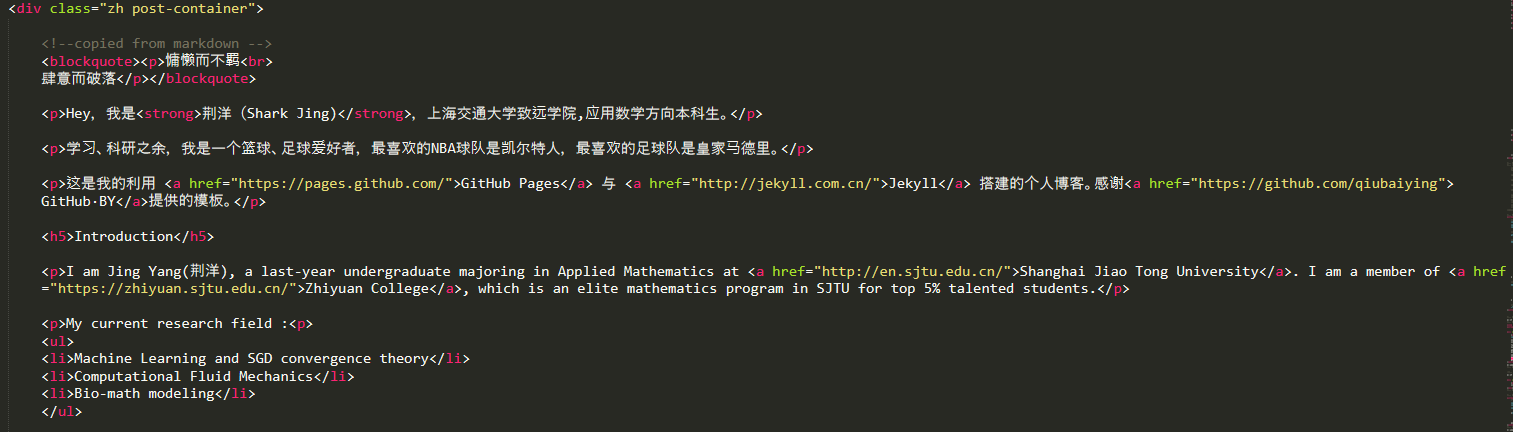 <div class="zh post-container">
<!--copied from markdown -->
<blockquote><p>慵懒而不羁<br>
肆意而破落</p></blockquote>
<p>Hey, 我是<strong>荆洋 (Shark Jing)</strong>, 上海交通大学致远学院,应用数学方向本科生。</p>
<p>学习、科研之余, 我是一个篮球、足球爱好者, 最喜欢的NBA球队是凯尔特人, 最喜欢的足球队是皇家马德里。</p>
<p>这是我的利用 <a href="https://pages.github.com/">GitHub Pages</a> 与 <a href="http://jekyll.com.cn/">Jekyll</a> 搭建的个人博客。感谢<a href="https://github.com/qiubaiying">
GitHub·BY</a>提供的模板。</p>
<h5>Introduction</h5>
<p>I am Jing Yang(荆洋), a last-year undergraduate majoring in Applied Mathematics at <a href="http://en.sjtu.edu.cn/">Shanghai Jiao Tong University</a>. I am a member of <a href
="https://zhiyuan.sjtu.edu.cn/">Zhiyuan College</a>, which is an elite mathematics program in SJTU for top 5% talented students.</p>
<p>My current research field :<p>
<ul>
<li>Machine Learning and SGD convergence theory</li>
<li>Computational Fluid Mechanics</li>
<li>Bio-math modeling</li>
</ul>